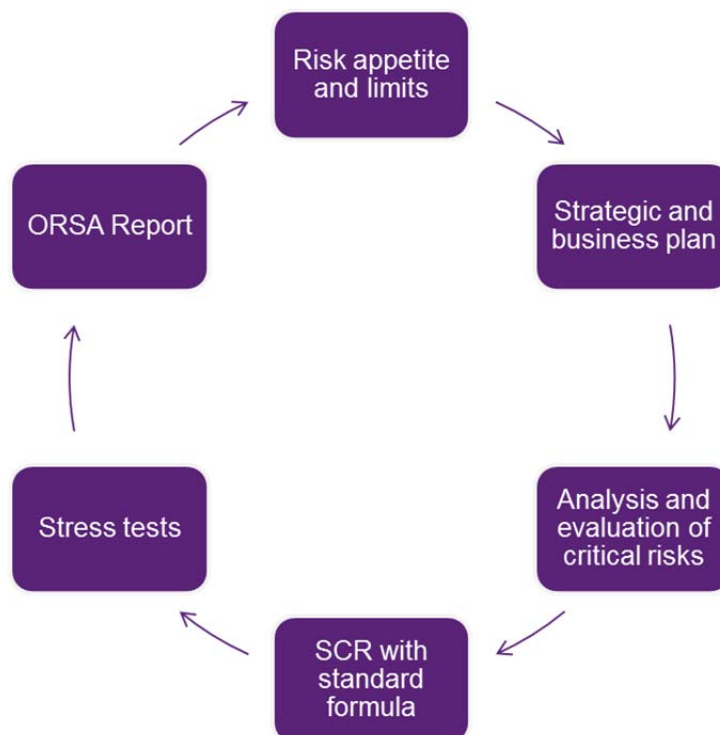 Risk appetite
and limits
Strategic and
business plan
Analysis and
evaluation of
critical risks
SCR with
standard
formula
Stress tests
ORSA Report